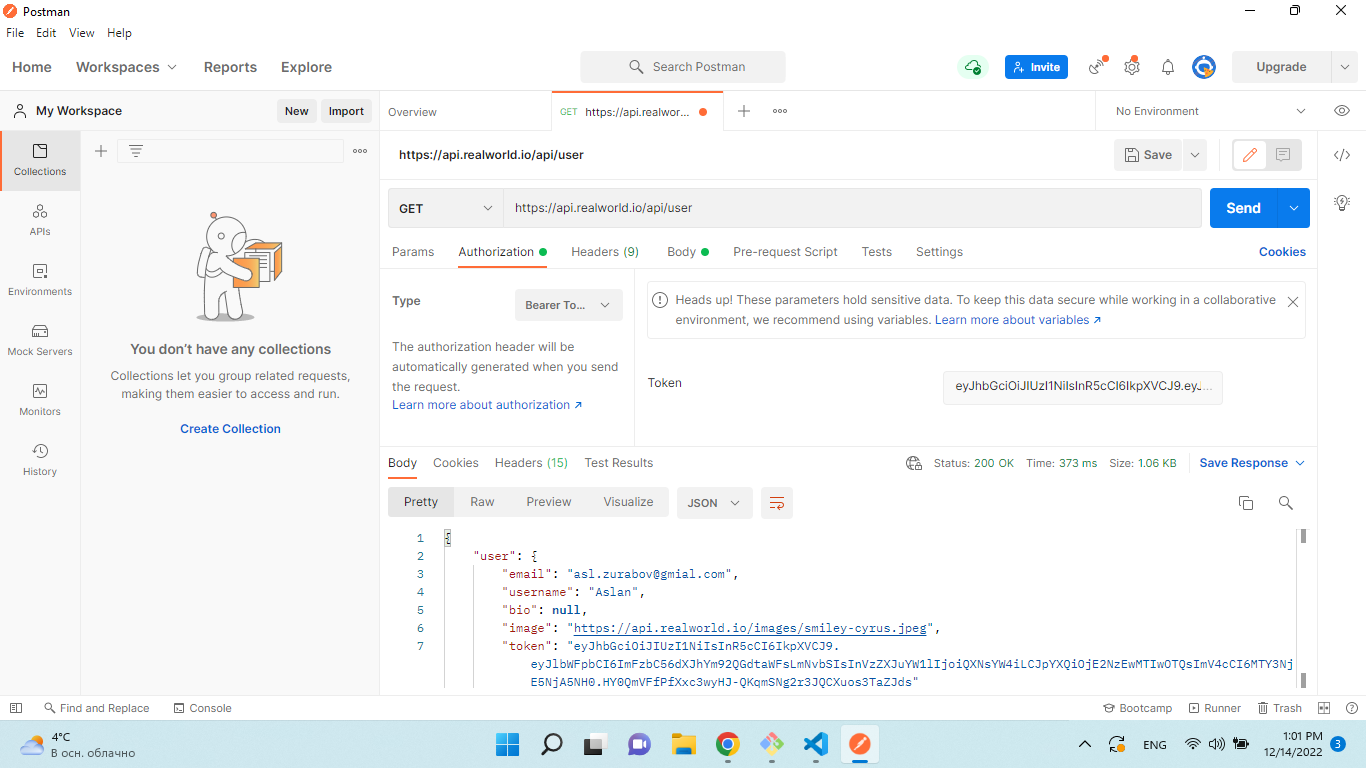 Postman
File Edit View Help
Home Workspaces Reports Explore
Search Postman
Invite
Upgrade
My Workspace
New Import
Overview
GET https://api.realwor...
No Environment
Collections
APIs
Environments
Mock Servers
Monitors
History
You don't have any collections
Collections let you group related requests,
making them easier to access and run.
Create Collection
https://api.realworld.io/api/user
Save
GET https://api.realworld.io/api/user
Send
Params Authorization Headers (9) Body Pre-request Script Tests Settings
Cookies
Type Bearer To...
The authorization header will be
automatically generated when you send
the request.
Learn more about authorization ↗
Heads up! These parameters hold sensitive data. To keep this data secure while working in a collaborative
environment, we recommend using variables. Learn more about variables ↗
Token eyJhbGciOiJIUzI1NiIsInR5cCI6IkpXVCJ9.eyJ...
Body Cookies Headers (15) Test Results
Status: 200 OK Time: 373 ms Size: 1.06 KB Save Response
Pretty Raw Preview Visualize JSON
1 {
2 "user": {
3 "email": "asl.zurabov@gmial.com",
4 "username": "Aslan",
5 "bio": null,
6 "image": "https://api.realworld.io/images/smiley-cyrus.jpeg",
7 "token": "eyJhbGciOiJIUzI1NiIsInR5cCI6IkpXVCJ9.
eyJlbWFpbCI6ImFzbC56dXJhYm92QGdtaWFsLmNvbSIsInVzZXJuYW1lIjoiQXNsYW4iLCJpYXQiOjE2NzEwMTIwOTQsImV4cCI6MTY3Nj
E5NjA5NH0.HY0QmVFfPfXxc3wyHJ-QKqmSNg2r3JQCXuos3TaZJds"
Find and Replace Console
Bootcamp Runner Trash
4°C
В осн. облачно
ENG
1:01 PM
12/14/2022
3